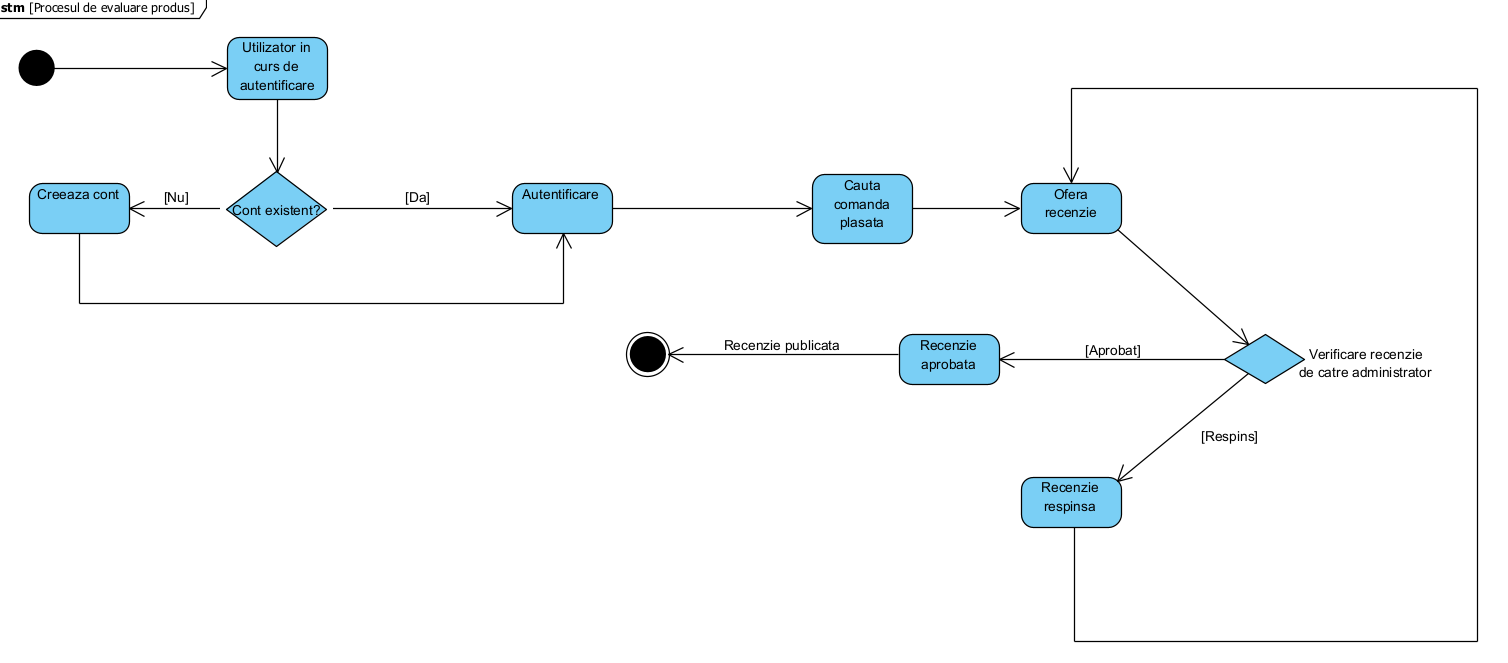 stm [Procesul de evaluare produs]
Utilizator in
curs de
autentificare
Creeaza cont
[Nu]
Cont existent?
[Da]
Autentificare
Cauta
comanda
plasata
Ofera
recenzie
Recenzie publicata
Recenzie
aprobata
[Aprobat]
Verificare recenzie
de catre administrator
[Respins]
Recenzie
respinsa